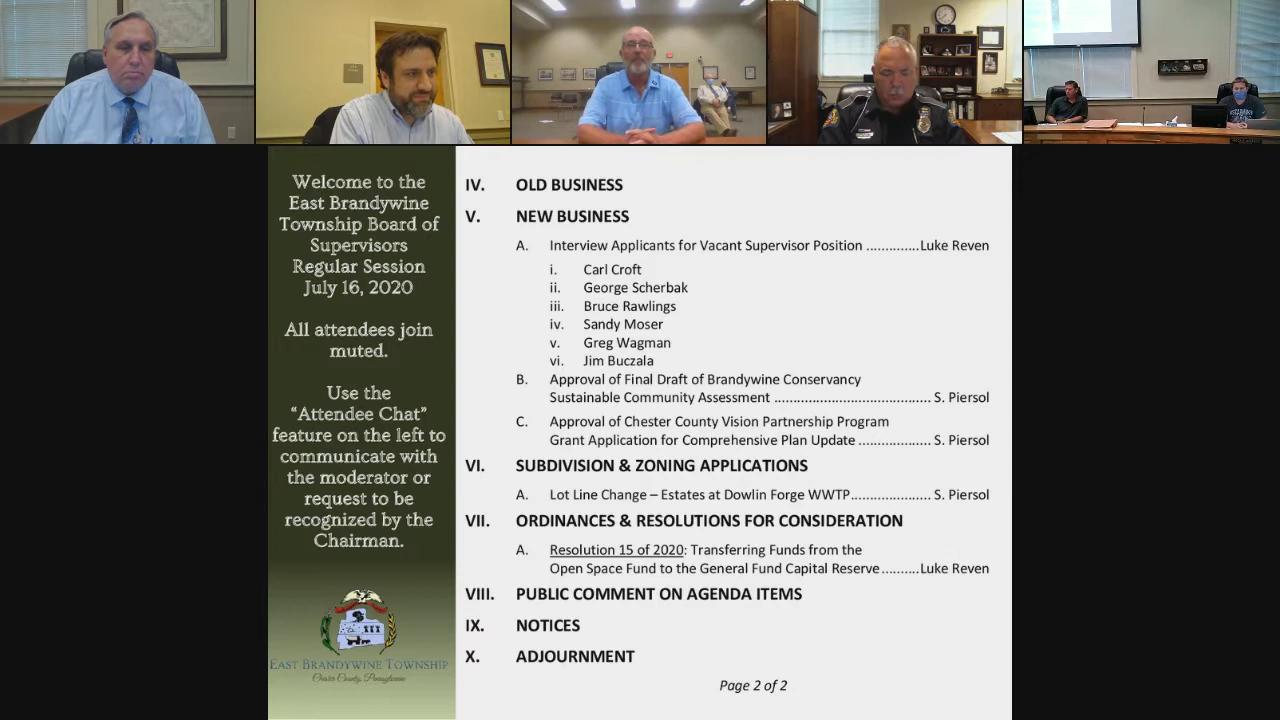 Welcome to the
East Brandywine
Township Board of
Supervisors
Regular Session
July 16, 2020
All attendees join
muted.
Use the
“Attendee Chat”
feature on the left to
communicate with
the moderator or
request to be
recognized by the
Chairman.
EAST BRANDYWINE TOWNSHIP
Chester County, Pennsylvania
IV. OLD BUSINESS
V. NEW BUSINESS
A. Interview Applicants for Vacant Supervisor Position ..............Luke Reven
i. Carl Croft
ii. George Scherbak
iii. Bruce Rawlings
iv. Sandy Moser
v. Greg Wagman
vi. Jim Buczala
B. Approval of Final Draft of Brandywine Conservancy
Sustainable Community Assessment ........................................ S. Piersol
C. Approval of Chester County Vision Partnership Program
Grant Application for Comprehensive Plan Update .................. S. Piersol
VI. SUBDIVISION & ZONING APPLICATIONS
A. Lot Line Change – Estates at Dowlin Forge WWTP..................... S. Piersol
VII. ORDINANCES & RESOLUTIONS FOR CONSIDERATION
A. Resolution 15 of 2020: Transferring Funds from the
Open Space Fund to the General Fund Capital Reserve..........Luke Reven
VIII. PUBLIC COMMENT ON AGENDA ITEMS
IX. NOTICES
X. ADJOURNMENT
Page 2 of 2